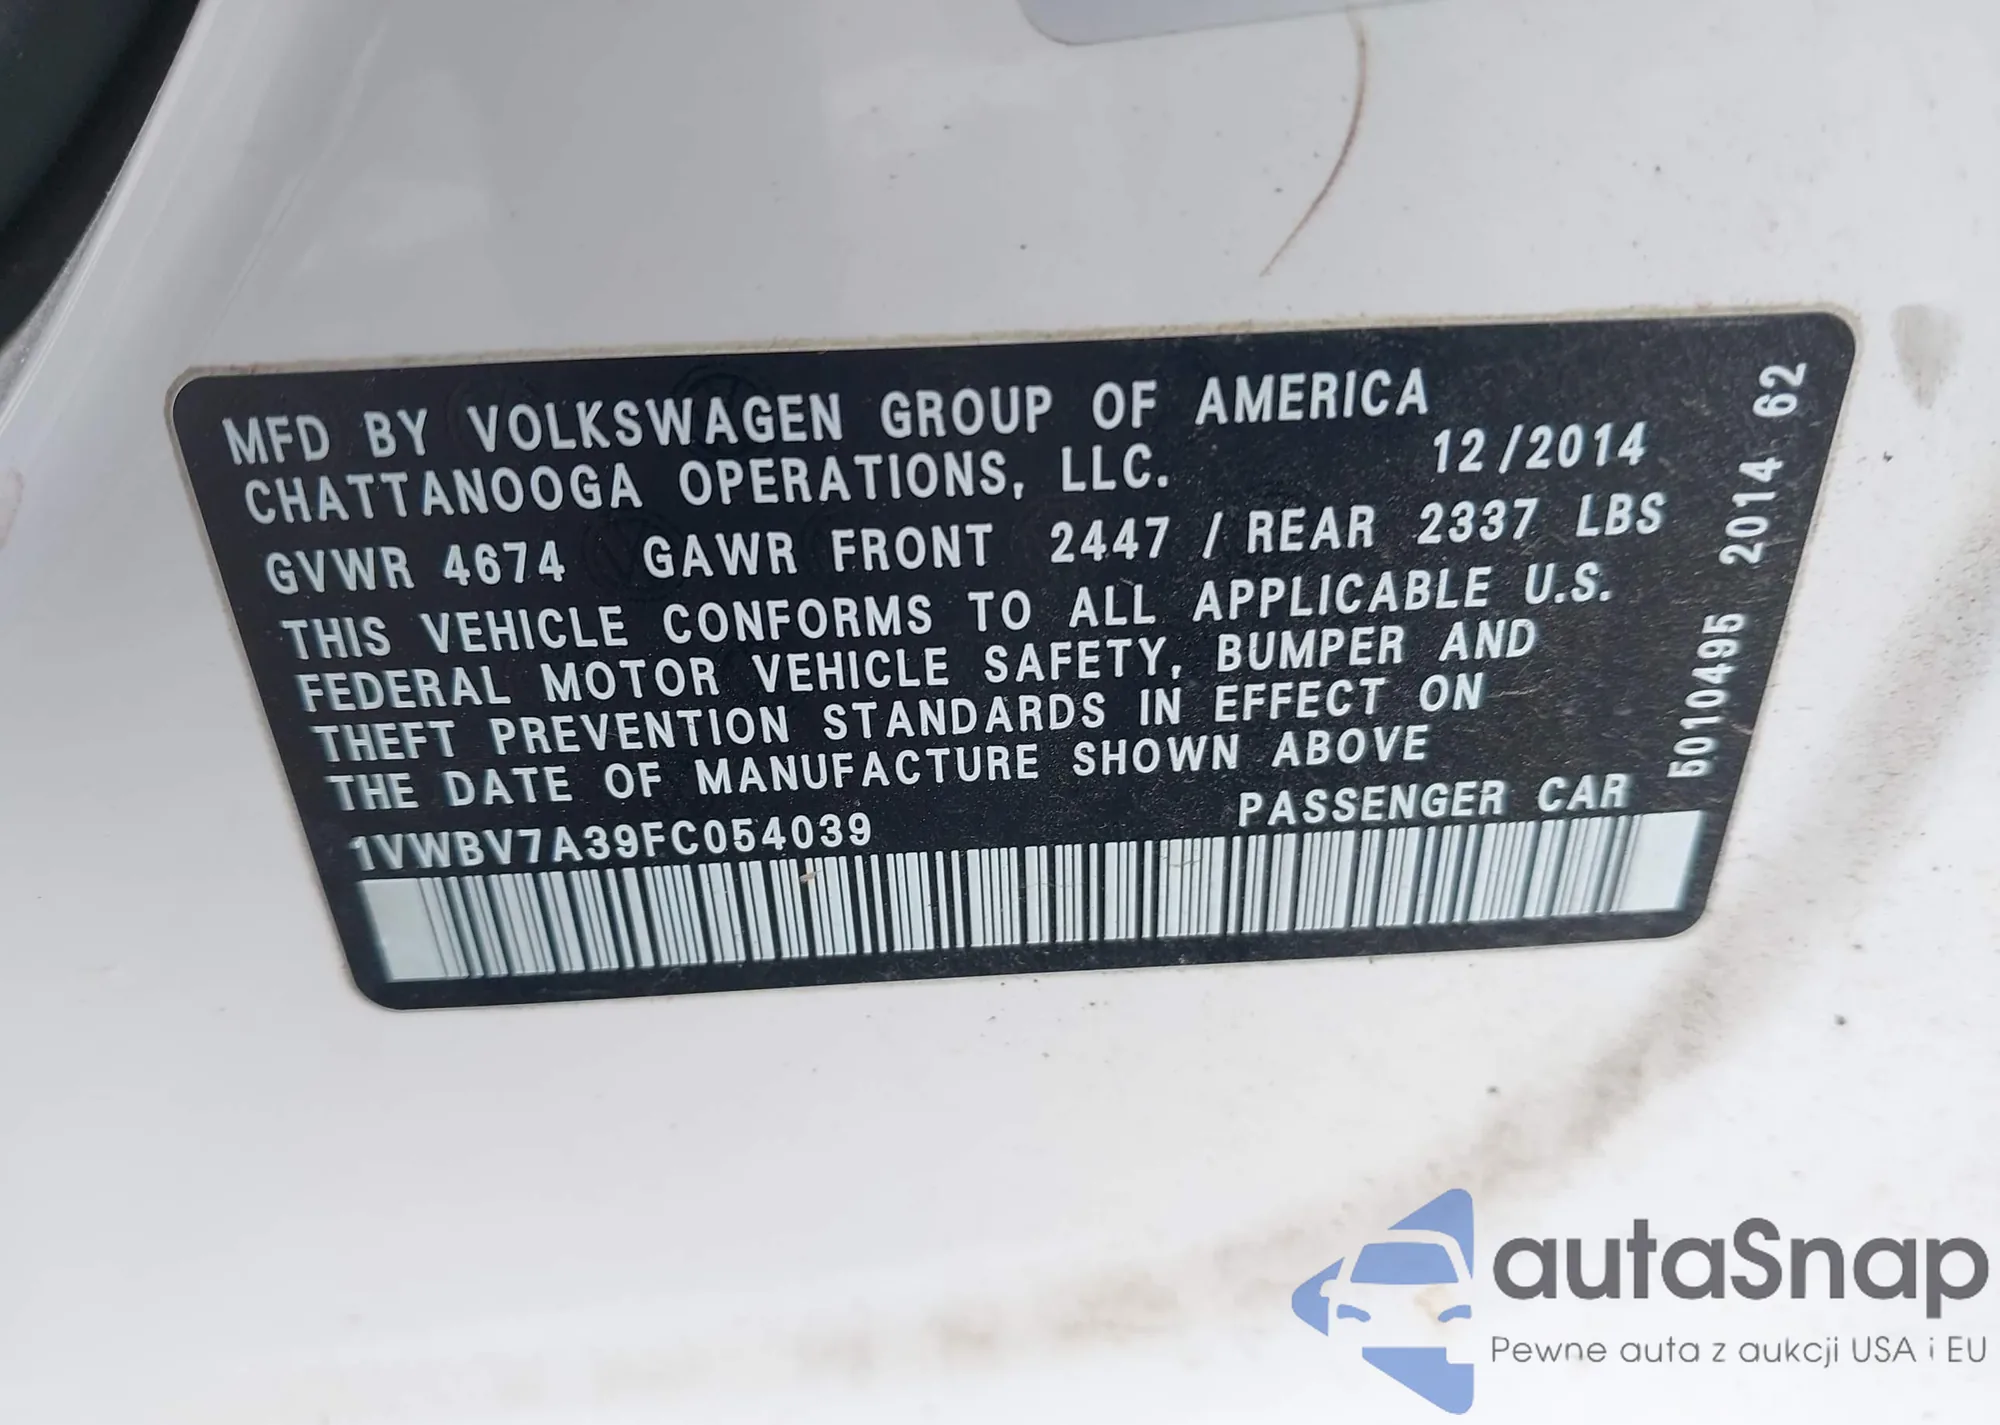 MFD BY VOLKSWAGEN GROUP OF AMERICA
CHATTANOOGA OPERATIONS, LLC. 12/2014
GVWR 4674 GAWR FRONT 2447 / REAR 2337 LBS
THIS VEHICLE CONFORMS TO ALL APPLICABLE U.S.
FEDERAL MOTOR VEHICLE SAFETY, BUMPER AND
THEFT PREVENTION STANDARDS IN EFFECT ON
THE DATE OF MANUFACTURE SHOWN ABOVE
1VWBV7A39FC054039 PASSENGER CAR
5010495 2014 62
autaSnap
Pewne auta z aukcji USA i EU